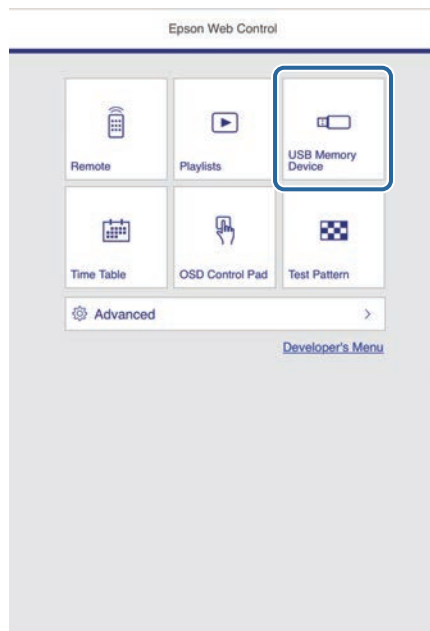 Epson Web Control
Remote
Playlists
USB Memory
Device
Time Table
OSD Control Pad
Test Pattern
Advanced
Developer's Menu